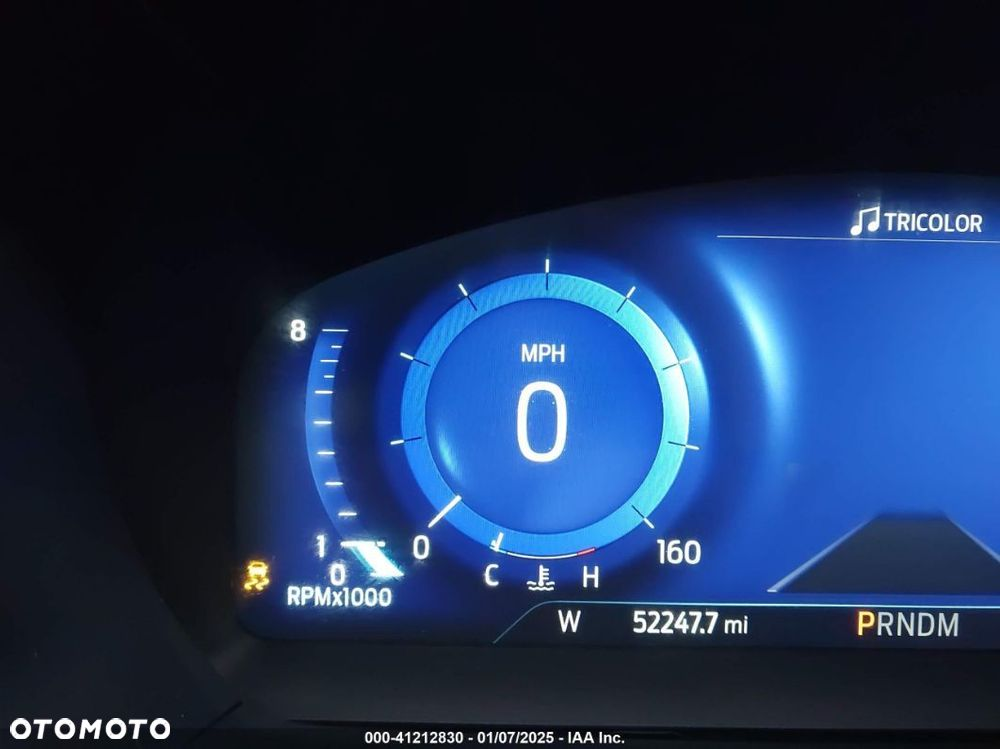 TRICOLOR
8
MPH
0
1
0
0
160
RPMx1000
C
H
W
52247.7 mi
PRNDM
OTOMOTO
000-41212830 - 01/07/2025 - IAA Inc.